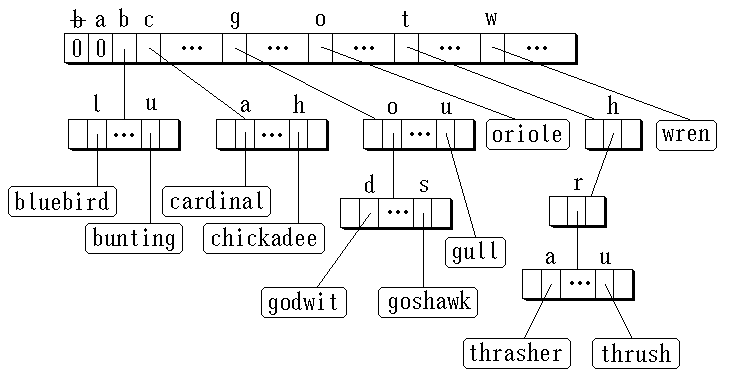 b a b c g o t w
0 0 ... ... ... ... ...
l u a h o u h
... ... ...
oriole wren
bluebird cardinal d s r
...
bunting chickadee gull
a u
godwit goshawk ...
thrasher thrush